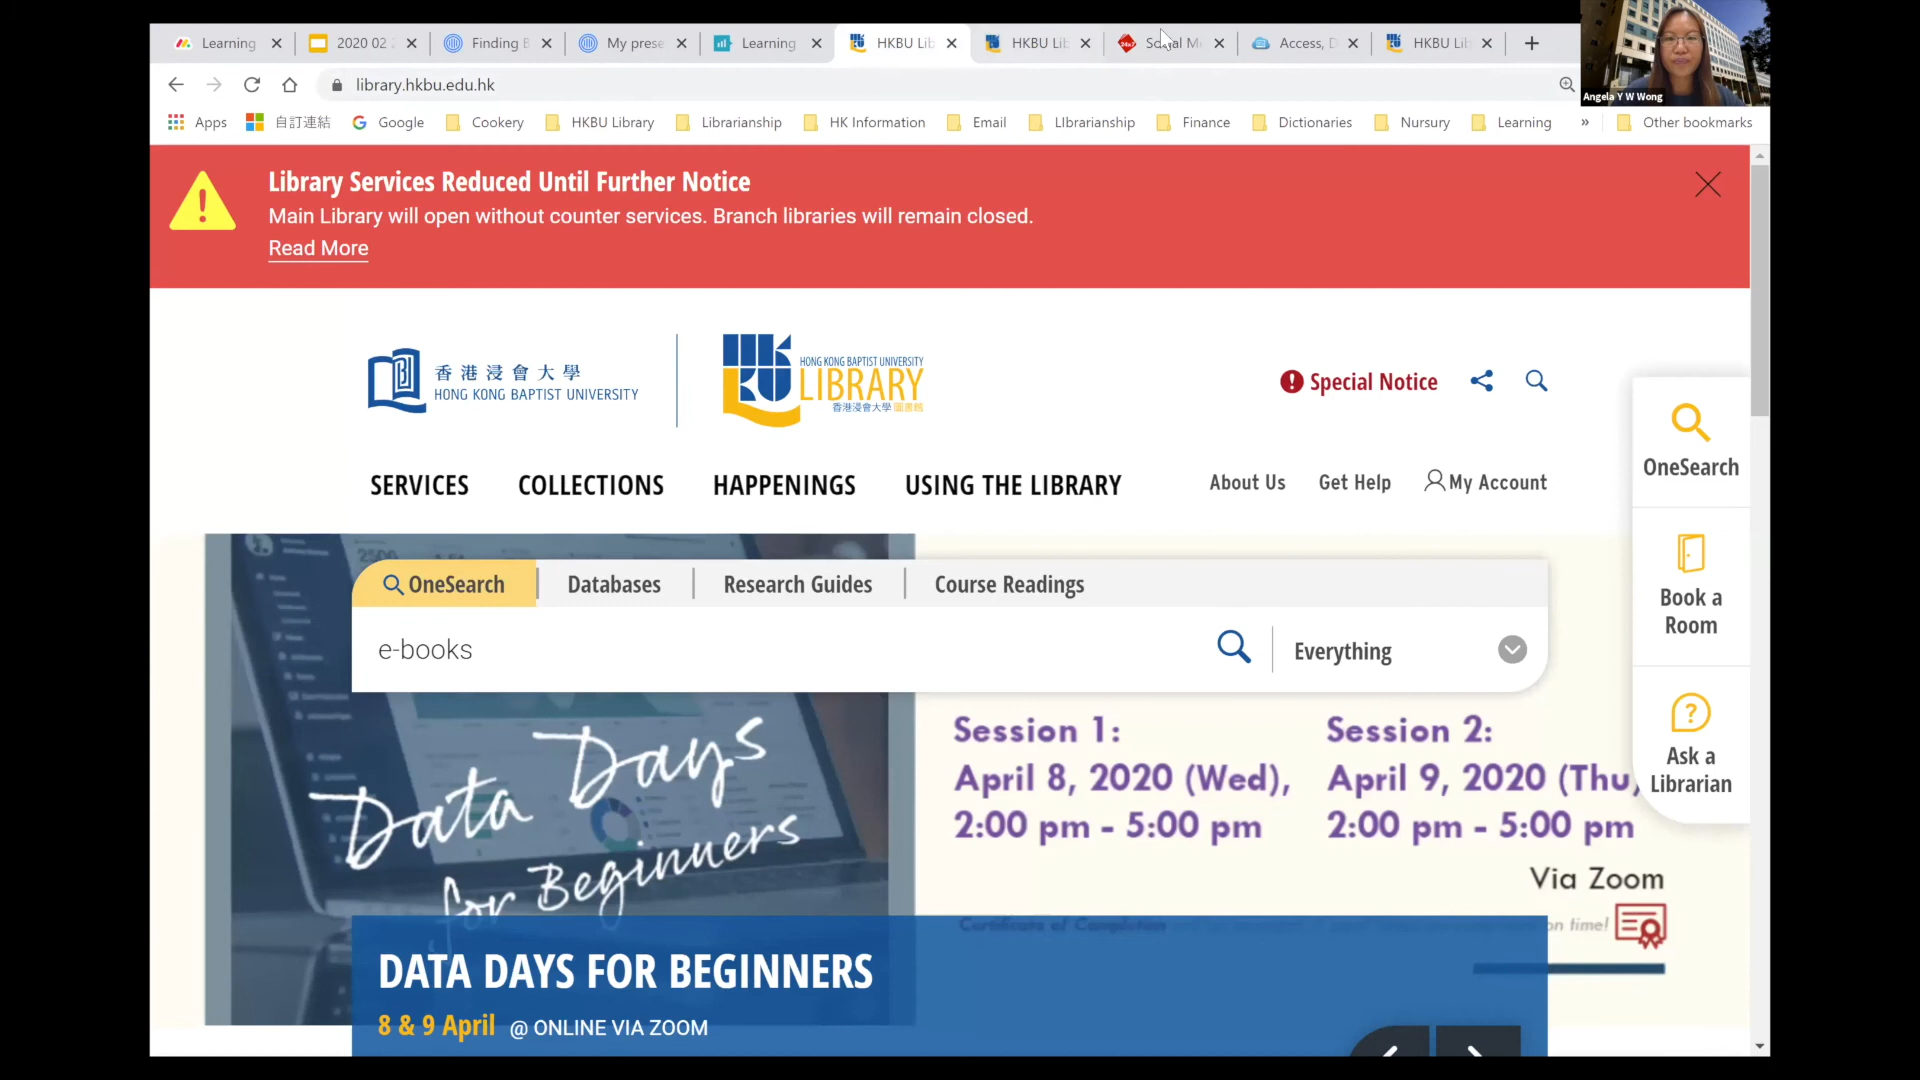 Learning
2020 02
Finding
My prese
Learning
HKBU Lib
HKBU Lib
Access, D
HKBU Lib
library.hkbu.edu.hk
Angela Y W Wong
Apps
自訂連結
Google
Cookery
HKBU Library
Librarianship
HK Information
Email
LIbrarianship
Finance
Dictionaries
Nursury
Learning
»
Other bookmarks
Library Services Reduced Until Further Notice
Main Library will open without counter services. Branch libraries will remain closed.
Read More
香港浸會大學
HONG KONG BAPTIST UNIVERSITY
HKBU
HONG KONG BAPTIST UNIVERSITY
LIBRARY
香港浸會大學 圖書館
Special Notice
SERVICES
COLLECTIONS
HAPPENINGS
USING THE LIBRARY
About Us
Get Help
My Account
OneSearch
Book a
Room
Ask a
Librarian
OneSearch
Databases
Research Guides
Course Readings
e-books
Everything
Data Days
for Beginners
Session 1:
April 8, 2020 (Wed),
2:00 pm - 5:00 pm
Session 2:
April 9, 2020 (Thu)
2:00 pm - 5:00 pm
Via Zoom
Certificate of Completion
on time!
DATA DAYS FOR BEGINNERS
8 & 9 April @ ONLINE VIA ZOOM